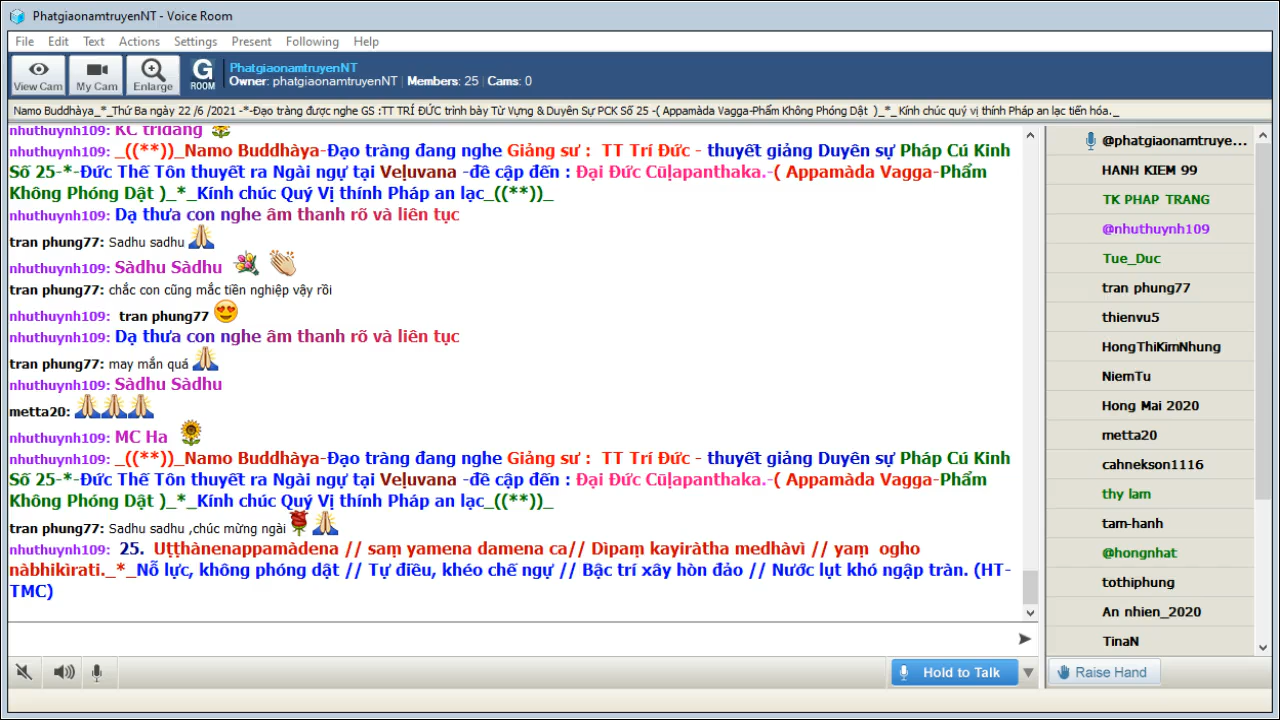 PhatgiaonamtruyenNT - Voice Room
File Edit Text Actions Settings Present Following Help
View Cam My Cam Enlarge G ROOM
PhatgiaonamtruyenNT
Owner: phatgiaonamtruyenNT | Members: 25 | Cams: 0
Namo Buddhàya_*_Thứ Ba ngày 22 /6 /2021 -*-Đạo tràng được nghe GS :TT TRÍ ĐỨC trình bày Từ Vựng & Duyên Sự PCK Số 25 -( Appamàda Vagga-Phẩm Không Phóng Dật )_*_Kính chúc quý vị thính Pháp an lạc tiến hóa._
nhuthuynh109: KC tridang
nhuthuynh109: _((**))_Namo Buddhàya-Đạo tràng đang nghe Giảng sư : TT Trí Đức - thuyết giảng Duyên sự Pháp Cú Kinh
Số 25-*-Đức Thế Tôn thuyết ra Ngài ngự tại Veḷuvana -đề cập đến : Đại Đức Cūḷapanthaka.-( Appamàda Vagga-Phẩm
Không Phóng Dật )_*_Kính chúc Quý Vị thính Pháp an lạc_((**))_
nhuthuynh109: Dạ thưa con nghe âm thanh rõ và liên tục
tran phung77: Sadhu sadhu
nhuthuynh109: Sàdhu Sàdhu
tran phung77: chắc con cũng mắc tiền nghiệp vậy rồi
nhuthuynh109: tran phung77
nhuthuynh109: Dạ thưa con nghe âm thanh rõ và liên tục
tran phung77: may mắn quá
nhuthuynh109: Sàdhu Sàdhu
metta20:
nhuthuynh109: MC Ha
nhuthuynh109: _((**))_Namo Buddhàya-Đạo tràng đang nghe Giảng sư : TT Trí Đức - thuyết giảng Duyên sự Pháp Cú Kinh
Số 25-*-Đức Thế Tôn thuyết ra Ngài ngự tại Veḷuvana -đề cập đến : Đại Đức Cūḷapanthaka.-( Appamàda Vagga-Phẩm
Không Phóng Dật )_*_Kính chúc Quý Vị thính Pháp an lạc_((**))_
tran phung77: Sadhu sadhu ,chúc mừng ngài
nhuthuynh109: 25. Uṭṭhànenappamàdena // saṃ yamena damena ca// Dìpaṃ kayiràtha medhàvì // yaṃ ogho
nàbhikìrati._*_Nỗ lực, không phóng dật // Tự điều, khéo chế ngự // Bậc trí xây hòn đảo // Nước lụt khó ngập tràn. (HT-
TMC)
Hold to Talk
@phatgiaonamtruye...
HANH KIEM 99
TK PHAP TRANG
@nhuthuynh109
Tue_Duc
tran phung77
thienvu5
HongThiKimNhung
NiemTu
Hong Mai 2020
metta20
cahnekson1116
thy lam
tam-hanh
@hongnhat
tothiphung
An nhien_2020
TinaN
Raise Hand